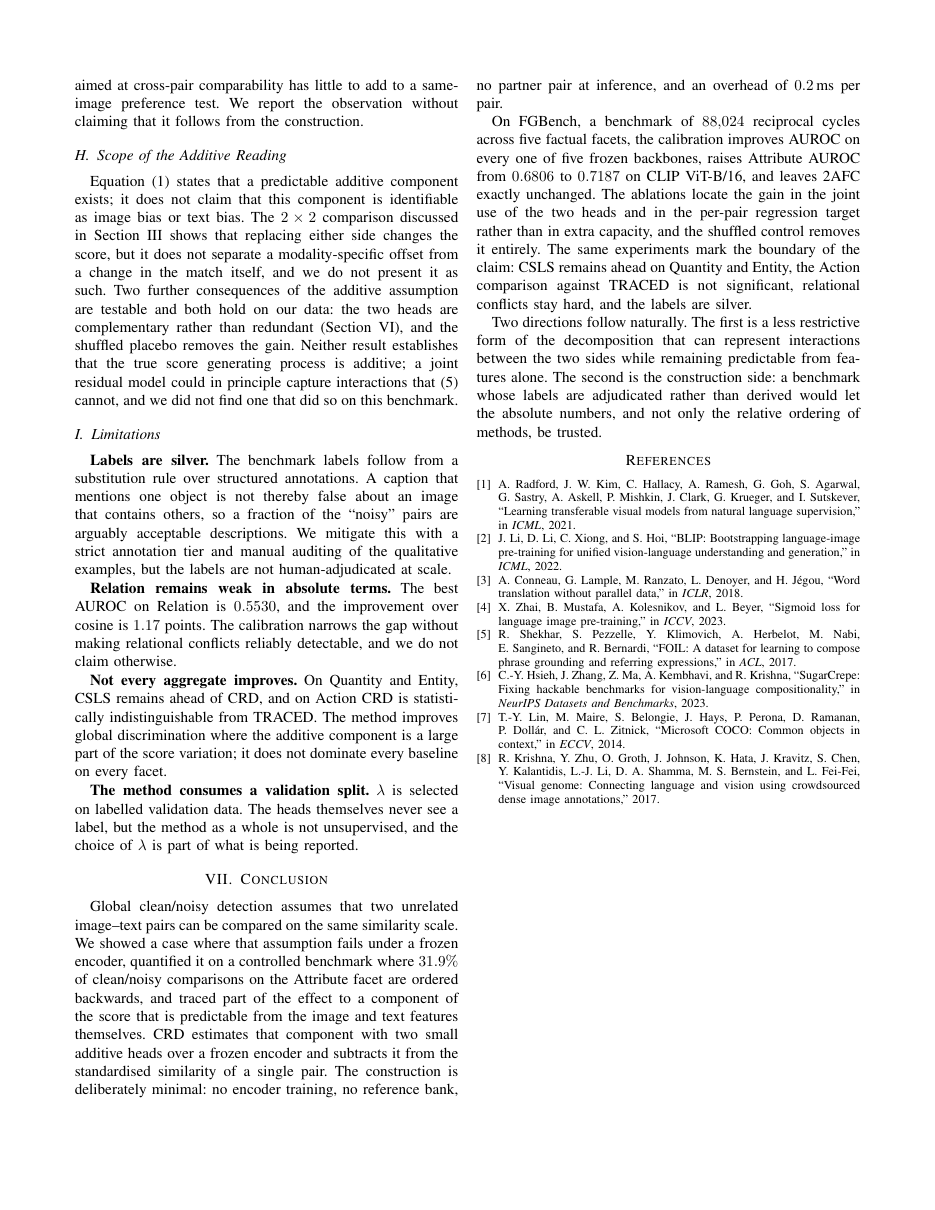 aimed at cross-pair comparability has little to add to a same-
image preference test. We report the observation without
claiming that it follows from the construction.
H. Scope of the Additive Reading
Equation (1) states that a predictable additive component
exists; it does not claim that this component is identifiable
as image bias or text bias. The 2 × 2 comparison discussed
in Section III shows that replacing either side changes the
score, but it does not separate a modality-specific offset from
a change in the match itself, and we do not present it as
such. Two further consequences of the additive assumption
are testable and both hold on our data: the two heads are
complementary rather than redundant (Section VI), and the
shuffled placebo removes the gain. Neither result establishes
that the true score generating process is additive; a joint
residual model could in principle capture interactions that (5)
cannot, and we did not find one that did so on this benchmark.
I. Limitations
Labels are silver. The benchmark labels follow from a
substitution rule over structured annotations. A caption that
mentions one object is not thereby false about an image
that contains others, so a fraction of the “noisy” pairs are
arguably acceptable descriptions. We mitigate this with a
strict annotation tier and manual auditing of the qualitative
examples, but the labels are not human-adjudicated at scale.
Relation remains weak in absolute terms. The best
AUROC on Relation is 0.5530, and the improvement over
cosine is 1.17 points. The calibration narrows the gap without
making relational conflicts reliably detectable, and we do not
claim otherwise.
Not every aggregate improves. On Quantity and Entity,
CSLS remains ahead of CRD, and on Action CRD is statisti-
cally indistinguishable from TRACED. The method improves
global discrimination where the additive component is a large
part of the score variation; it does not dominate every baseline
on every facet.
The method consumes a validation split. λ is selected
on labelled validation data. The heads themselves never see a
label, but the method as a whole is not unsupervised, and the
choice of λ is part of what is being reported.
VII. CONCLUSION
Global clean/noisy detection assumes that two unrelated
image–text pairs can be compared on the same similarity scale.
We showed a case where that assumption fails under a frozen
encoder, quantified it on a controlled benchmark where 31.9%
of clean/noisy comparisons on the Attribute facet are ordered
backwards, and traced part of the effect to a component of
the score that is predictable from the image and text features
themselves. CRD estimates that component with two small
additive heads over a frozen encoder and subtracts it from the
standardised similarity of a single pair. The construction is
deliberately minimal: no encoder training, no reference bank,
no partner pair at inference, and an overhead of 0.2 ms per
pair.
On FGBench, a benchmark of 88,024 reciprocal cycles
across five factual facets, the calibration improves AUROC on
every one of five frozen backbones, raises Attribute AUROC
from 0.6806 to 0.7187 on CLIP ViT-B/16, and leaves 2AFC
exactly unchanged. The ablations locate the gain in the joint
use of the two heads and in the per-pair regression target
rather than in extra capacity, and the shuffled control removes
it entirely. The same experiments mark the boundary of the
claim: CSLS remains ahead on Quantity and Entity, the Action
comparison against TRACED is not significant, relational
conflicts stay hard, and the labels are silver.
Two directions follow naturally. The first is a less restrictive
form of the decomposition that can represent interactions
between the two sides while remaining predictable from fea-
tures alone. The second is the construction side: a benchmark
whose labels are adjudicated rather than derived would let
the absolute numbers, and not only the relative ordering of
methods, be trusted.
REFERENCES
[1] A. Radford, J. W. Kim, C. Hallacy, A. Ramesh, G. Goh, S. Agarwal,
G. Sastry, A. Askell, P. Mishkin, J. Clark, G. Krueger, and I. Sutskever,
“Learning transferable visual models from natural language supervision,”
in ICML, 2021.
[2] J. Li, D. Li, C. Xiong, and S. Hoi, “BLIP: Bootstrapping language-image
pre-training for unified vision-language understanding and generation,” in
ICML, 2022.
[3] A. Conneau, G. Lample, M. Ranzato, L. Denoyer, and H. Jégou, “Word
translation without parallel data,” in ICLR, 2018.
[4] X. Zhai, B. Mustafa, A. Kolesnikov, and L. Beyer, “Sigmoid loss for
language image pre-training,” in ICCV, 2023.
[5] R. Shekhar, S. Pezzelle, Y. Klimovich, A. Herbelot, M. Nabi,
E. Sangineto, and R. Bernardi, “FOIL: A dataset for learning to compose
phrase grounding and referring expressions,” in ACL, 2017.
[6] C.-Y. Hsieh, J. Zhang, Z. Ma, A. Kembhavi, and R. Krishna, “SugarCrepe:
Fixing hackable benchmarks for vision-language compositionality,” in
NeurIPS Datasets and Benchmarks, 2023.
[7] T.-Y. Lin, M. Maire, S. Belongie, J. Hays, P. Perona, D. Ramanan,
P. Dollár, and C. L. Zitnick, “Microsoft COCO: Common objects in
context,” in ECCV, 2014.
[8] R. Krishna, Y. Zhu, O. Groth, J. Johnson, K. Hata, J. Kravitz, S. Chen,
Y. Kalantidis, L.-J. Li, D. A. Shamma, M. S. Bernstein, and L. Fei-Fei,
“Visual genome: Connecting language and vision using crowdsourced
dense image annotations,” 2017.